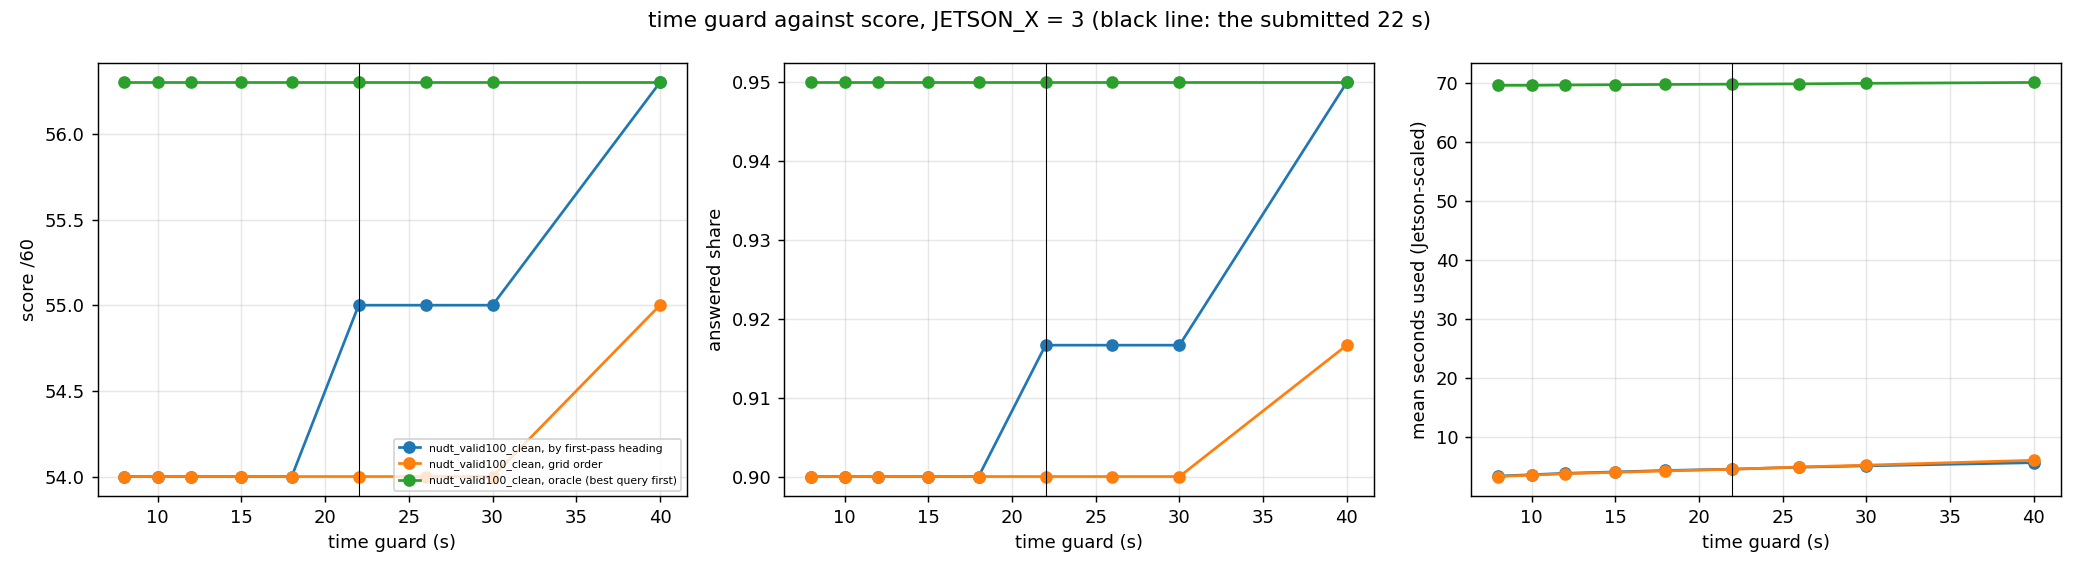 time guard against score, JETSON_X = 3 (black line: the submitted 22 s)
score /60
56.0
55.5
55.0
54.5
54.0
10 15 20 25 30 35 40
time guard (s)
nudt_valid100_clean, by first-pass heading
nudt_valid100_clean, grid order
nudt_valid100_clean, oracle (best query first)
answered share
0.95
0.94
0.93
0.92
0.91
0.90
10 15 20 25 30 35 40
time guard (s)
mean seconds used (Jetson-scaled)
70
60
50
40
30
20
10
10 15 20 25 30 35 40
time guard (s)